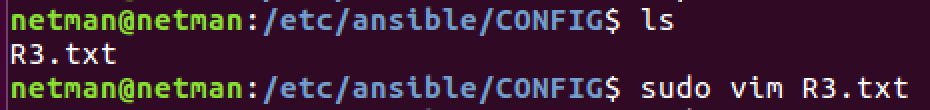 netman@netman:/etc/ansible/CONFIG$ ls
R3.txt
netman@netman:/etc/ansible/CONFIG$ sudo vim R3.txt